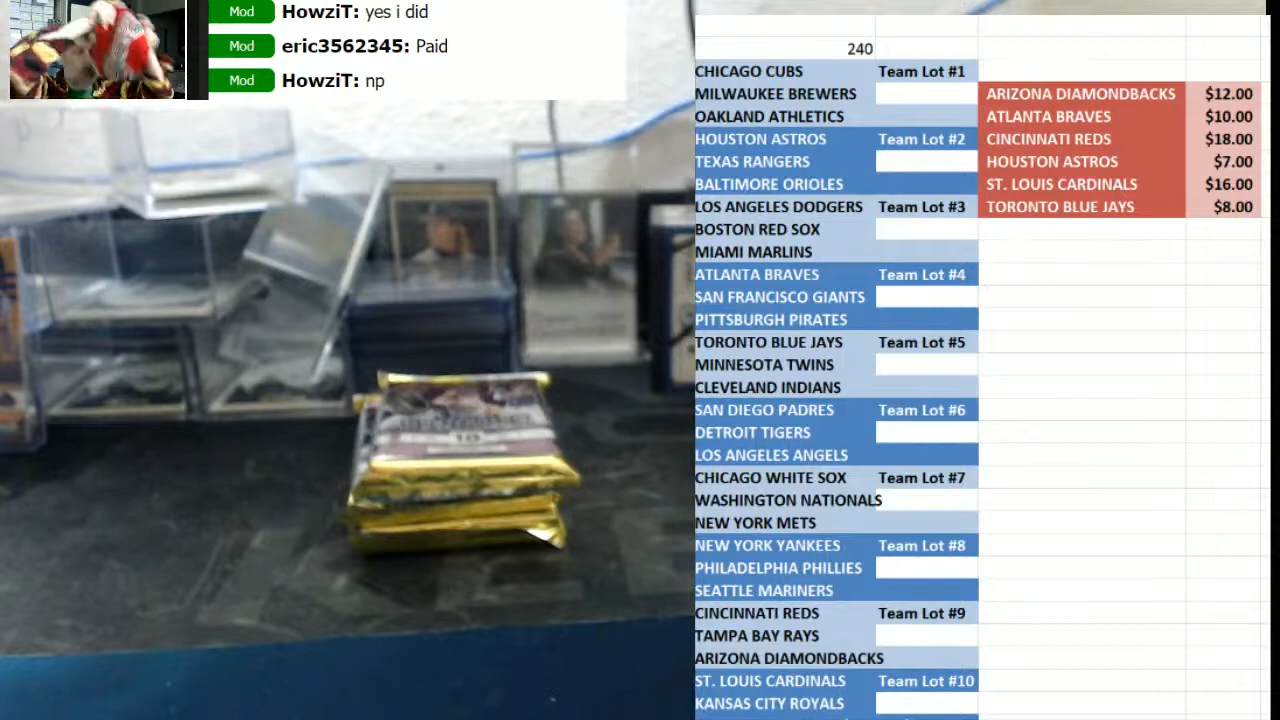 Mod HowziT: yes i did
Mod eric3562345: Paid
Mod HowziT: np
240
CHICAGO CUBS Team Lot #1
MILWAUKEE BREWERS
OAKLAND ATHLETICS
HOUSTON ASTROS Team Lot #2
TEXAS RANGERS
BALTIMORE ORIOLES
LOS ANGELES DODGERS Team Lot #3
BOSTON RED SOX
MIAMI MARLINS
ATLANTA BRAVES Team Lot #4
SAN FRANCISCO GIANTS
PITTSBURGH PIRATES
TORONTO BLUE JAYS Team Lot #5
MINNESOTA TWINS
CLEVELAND INDIANS
SAN DIEGO PADRES Team Lot #6
DETROIT TIGERS
LOS ANGELS ANGELS
CHICAGO WHITE SOX Team Lot #7
WASHINGTON NATIONALS
NEW YORK METS
NEW YORK YANKEES Team Lot #8
PHILADELPHIA PHILLIES
SEATTLE MARINERS
CINCINNATI REDS Team Lot #9
TAMPA BAY RAYS
ARIZONA DIAMONDBACKS
ST. LOUIS CARDINALS Team Lot #10
KANSAS CITY ROYALS
ARIZONA DIAMONDBACKS $12.00
ATLANTA BRAVES $10.00
CINCINNATI REDS $18.00
HOUSTON ASTROS $7.00
ST. LOUIS CARDINALS $16.00
TORONTO BLUE JAYS $8.00